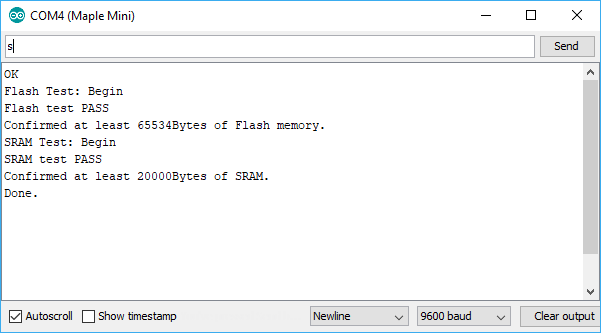 COM4 (Maple Mini)
s
Send
OK
Flash Test: Begin
Flash test PASS
Confirmed at least 65534Bytes of Flash memory.
SRAM Test: Begin
SRAM test PASS
Confirmed at least 20000Bytes of SRAM.
Done.
Autoscroll Show timestamp Newline 9600 baud Clear output